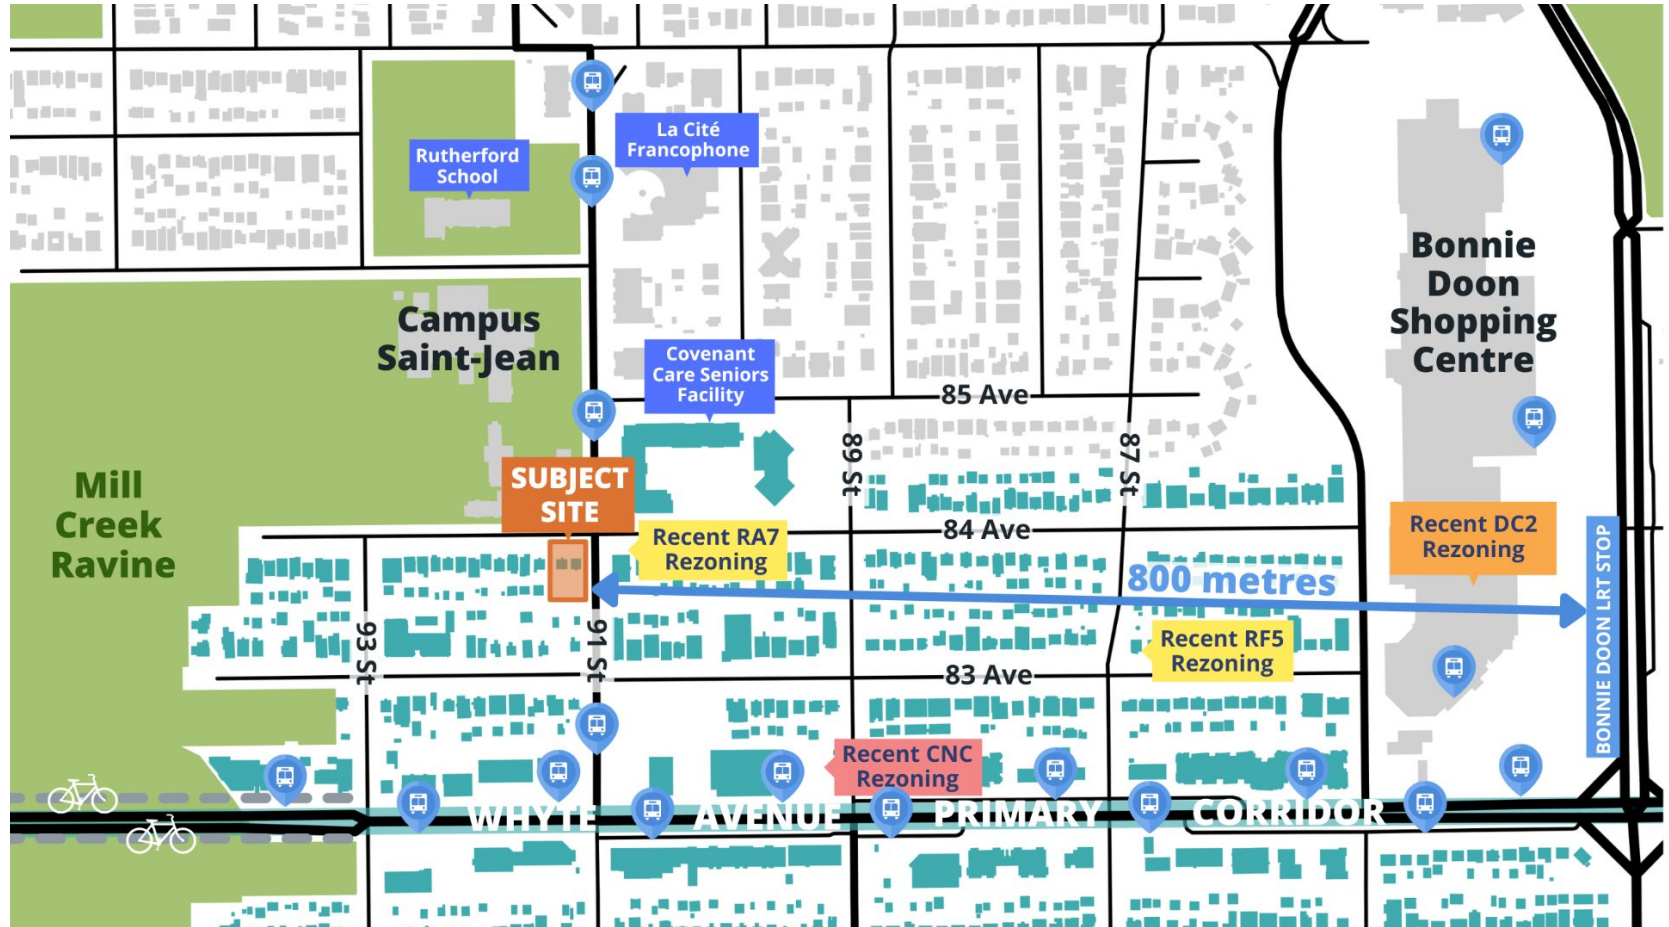 La Cité
Francophone
Rutherford
School
Bonnie
Doon
Shopping
Centre
Campus
Saint-Jean
Covenant
Care Seniors
Facility
85 Ave
89 St
87 St
Mill
Creek
Ravine
SUBJECT
SITE
Recent RA7
Rezoning
84 Ave
Recent DC2
Rezoning
800 metres
BONNIE DOON LRT STOP
93 St
91 St
Recent RF5
Rezoning
83 Ave
Recent CNC
Rezoning
WHYTE AVENUE PRIMARY CORRIDOR